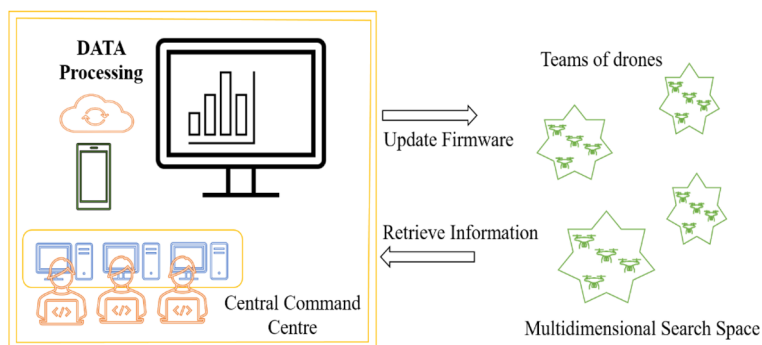 DATA
Processing
Central Command
Centre
Update Firmware
Retrieve Information
Teams of drones
Multidimensional Search Space